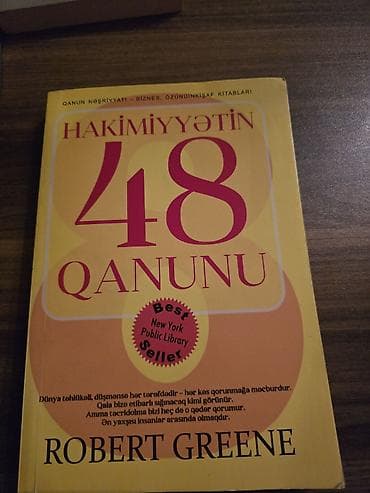 QANUN NƏŞRİYYATI - BİZNES, ÖZÜNÜİNKİŞAF KİTABLARI
HAKİMİYYƏTİN
48
QANUNU
Best
New York
Public Library
Seller
Dünya təhlükəli, düşmənsə hər tərəfdədir – hər kəs qorunmağa məcburdur.
Qala bizə etibarlı sığınacaq kimi görünür.
Amma təcridolma bizi heç də o qədər qorumur.
Ən yaxşısı insanlar arasında olmaqdır.
ROBERT GREENE